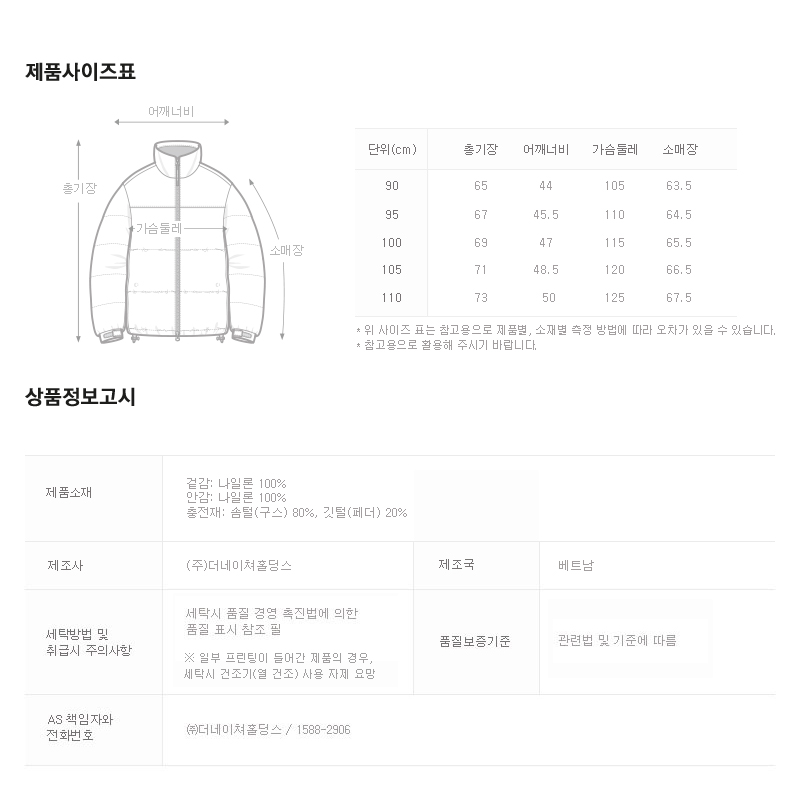 제품사이즈표
어깨너비
총기장
가슴둘레
소매장
단위(cm) 총기장 어깨너비 가슴둘레 소매장
90 65 44 105 63.5
95 67 45.5 110 64.5
100 69 47 115 65.5
105 71 48.5 120 66.5
110 73 50 125 67.5
* 위 사이즈 표는 참고용으로 제품별, 소재별 측정 방법에 따라 오차가 있을 수 있습니다.
* 참고용으로 활용해 주시기 바랍니다.
상품정보고시
제품소재
겉감: 나일론 100%
안감: 나일론 100%
충전재: 솜털(구스) 80%, 깃털(페더) 20%
제조사 (주)더네이쳐홀딩스 제조국 베트남
세탁방법 및
취급시 주의사항
세탁시 품질 경영 촉진법에 의한
품질 표시 참조 필
※ 일부 프린팅이 들어간 제품의 경우,
세탁시 건조기(열 건조) 사용 자제 요망
품질보증기준 관련법 및 기준에 따름
AS 책임자와
전화번호
㈜더네이쳐홀딩스 / 1588-2906